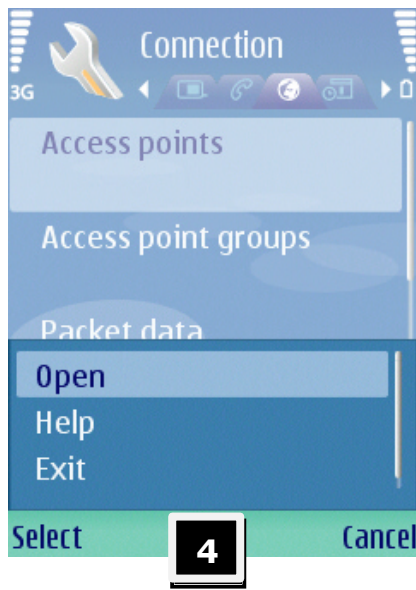 Connection
3G
Access points
Access point groups
Packet data
Open
Help
Exit
Select
4
Cancel